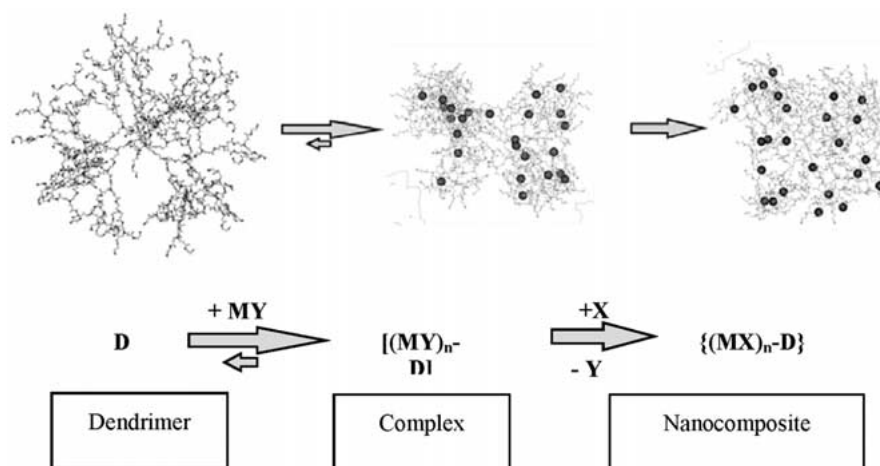 + MY
+X
D
[(MY)n-
D]
{(MX)n-D}
- Y
Dendrimer
Complex
Nanocomposite